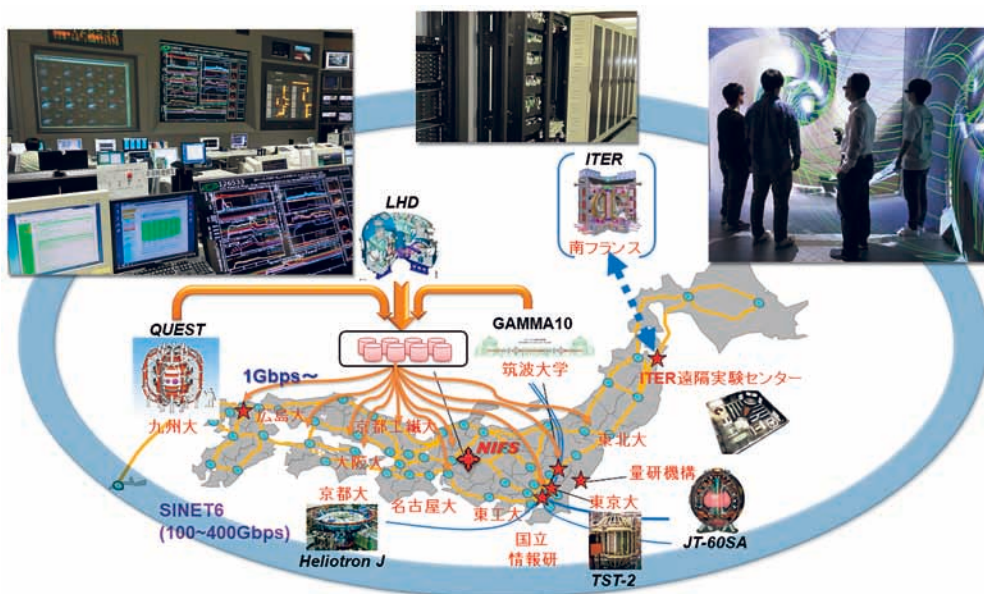 126533
ITER
南フランス
LHD
QUEST
GAMMA10
筑波大学
1Gbps～
ITER遠隔実験センター
九州大
広島大
京都工繊大
NIFS
東北大
大阪大
量研機構
京都大
名古屋大
東工大
東京大
SINET6
(100~400Gbps)
国立
情報研
JT-60SA
Heliotron J
TST-2